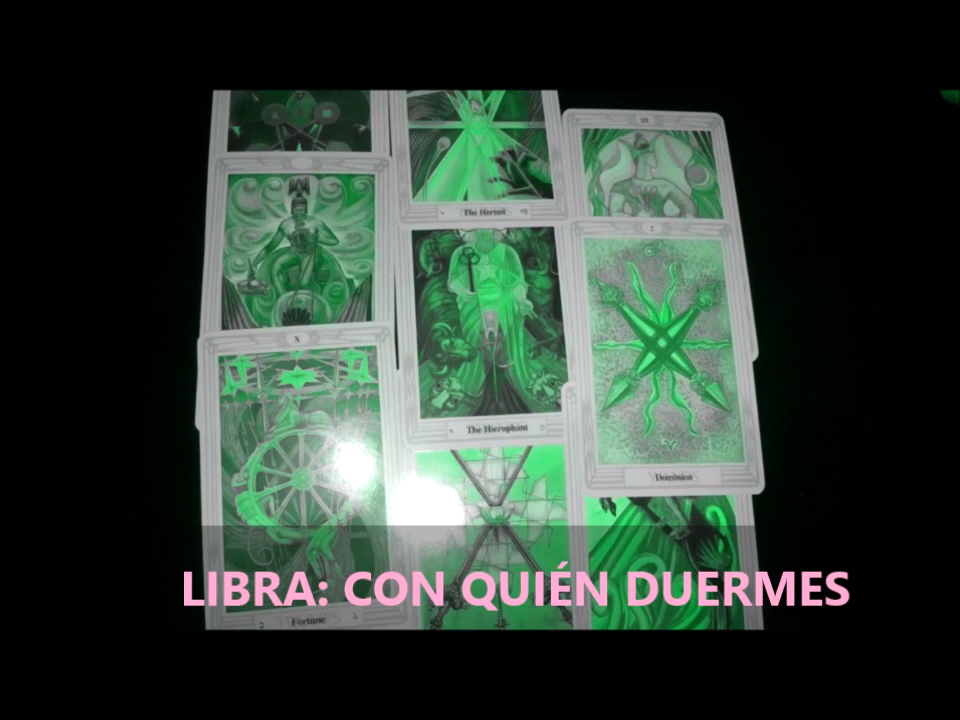 III
The Hermit
2
X
The Hierophant
Dominion
Fortune
LIBRA: CON QUIÉN DUERMES